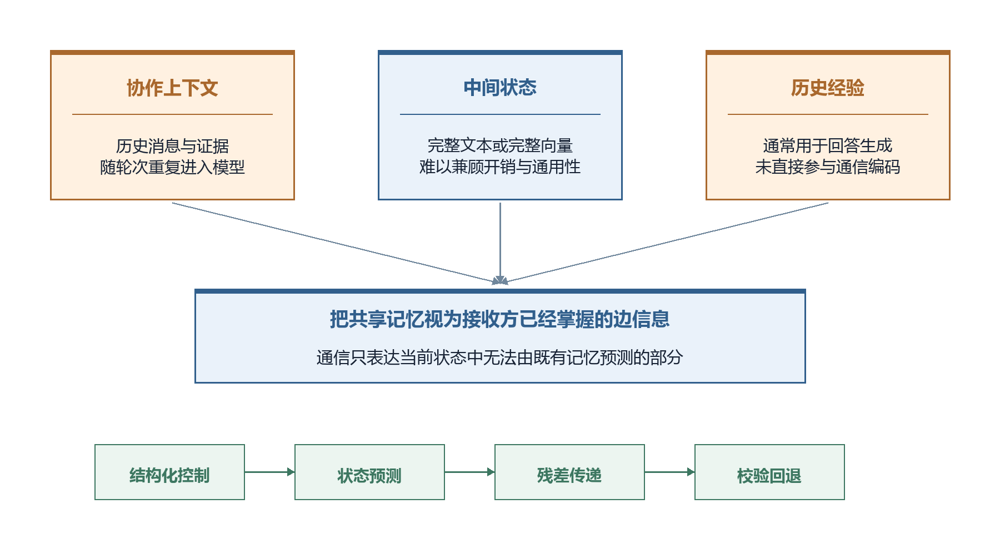 协作上下文
历史消息与证据
随轮次重复进入模型
中间状态
完整文本或完整向量
难以兼顾开销与通用性
历史经验
通常用于回答生成
未直接参与通信编码
把共享记忆视为接收方已经掌握的边信息
通信只表达当前状态中无法由既有记忆预测的部分
结构化控制
状态预测
残差传递
校验回退